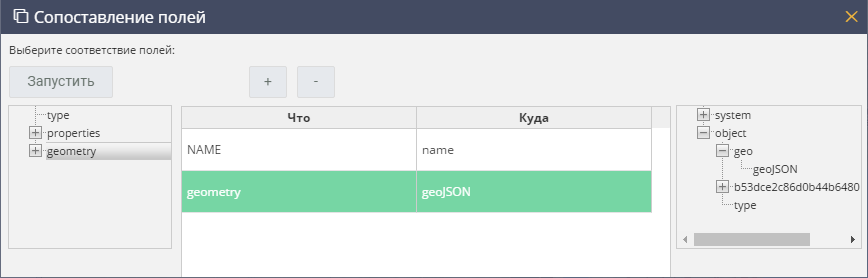 Сопоставление полей
Выберите соответствие полей:
Запустить + -
type
properties
geometry
Что Куда
NAME name
geometry geoJSON
system
object
geo
geoJSON
b53dce2c86d0b44b6480
type